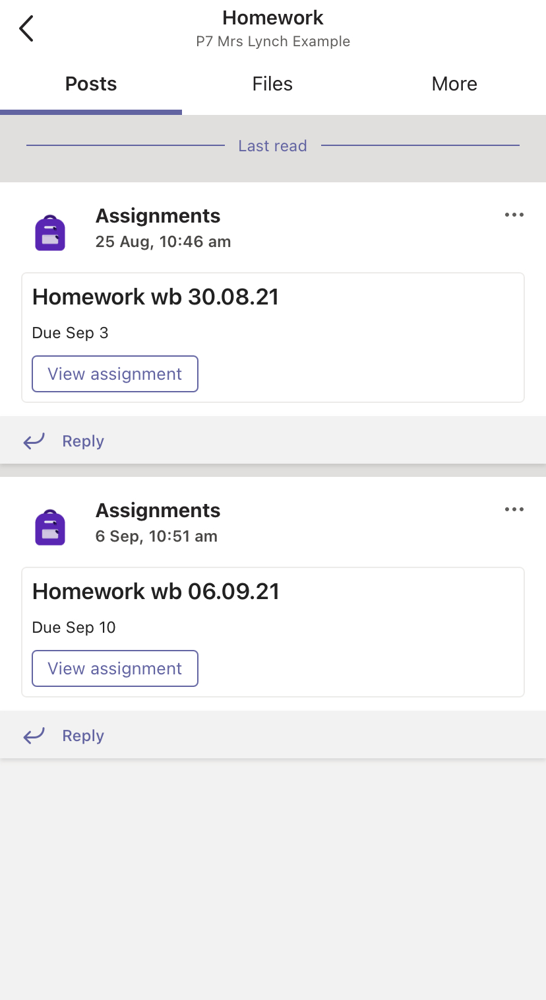 Homework
P7 Mrs Lynch Example
Posts Files More
Last read
Assignments
25 Aug, 10:46 am
Homework wb 30.08.21
Due Sep 3
View assignment
Reply
Assignments
6 Sep, 10:51 am
Homework wb 06.09.21
Due Sep 10
View assignment
Reply